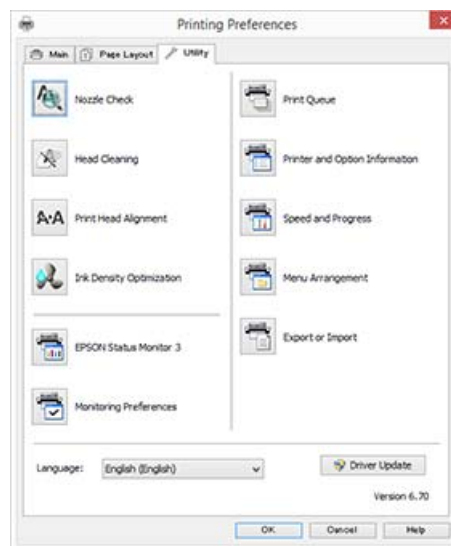 Printing Preferences
Main
Page Layout
Utility
Nozzle Check
Print Queue
Head Cleaning
Printer and Option Information
A·A
Print Head Alignment
Speed and Progress
Ink Density Optimization
Menu Arrangement
EPSON Status Monitor 3
Export or Import
Monitoring Preferences
Language:
English (English)
Driver Update
Version 6.70
OK
Cancel
Help